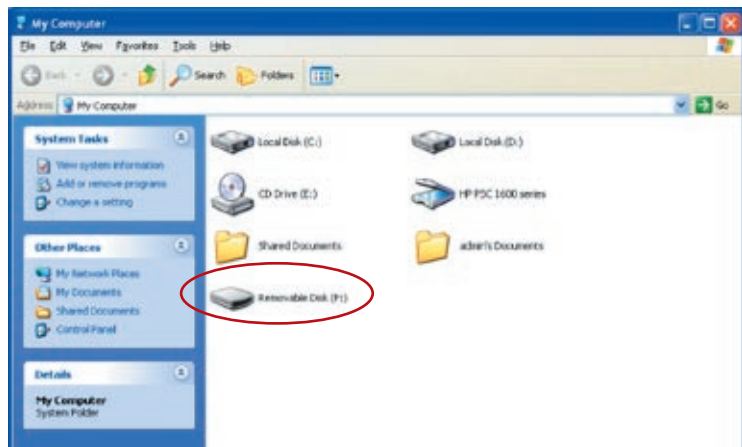 My Computer
File Edit View Favorites Tools Help
Back Search Folders
Address My Computer Go
System Tasks
View system information
Add or remove programs
Change a setting
Other Places
My Network Places
My Documents
Shared Documents
Control Panel
Details
My Computer
System Folder
Local Disk (C:) Local Disk (D:)
CD Drive (E:) HP PSC 1600 series
Shared Documents admin's Documents
Removable Disk (F:)